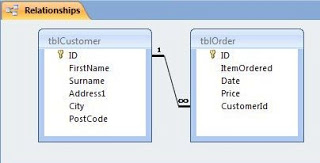 Relationships
tblCustomer
ID
FirstName
Surname
Address1
City
PostCode
1
∞
tblOrder
ID
ItemOrdered
Date
Price
CustomerId